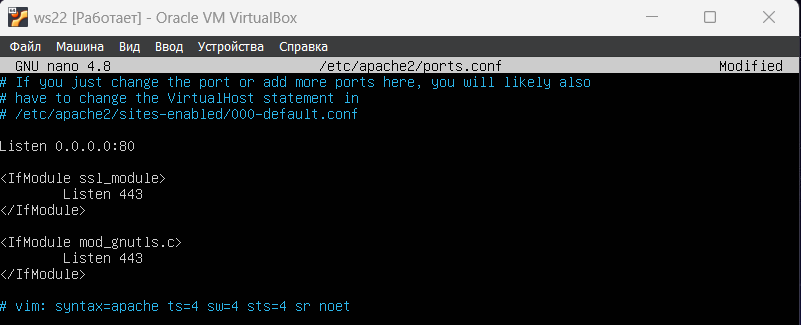 ws22 [Работает] - Oracle VM VirtualBox
Файл Машина Вид Ввод Устройства Справка
GNU nano 4.8 /etc/apache2/ports.conf Modified
# If you just change the port or add more ports here, you will likely also
# have to change the VirtualHost statement in
# /etc/apache2/sites-enabled/000-default.conf
Listen 0.0.0.0:80
<IfModule ssl_module>
Listen 443
</IfModule>
<IfModule mod_gnutls.c>
Listen 443
</IfModule>
# vim: syntax=apache ts=4 sw=4 sts=4 sr noet